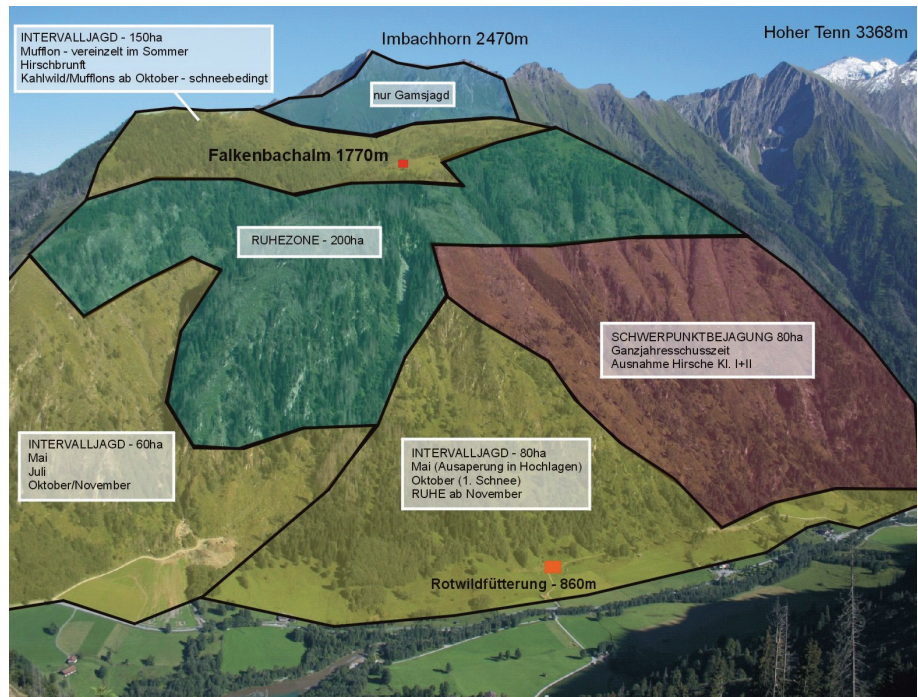 INTERVALLJAGD - 150ha
Mufflon - vereinzelt im Sommer
Hirschbrunft
Kahlwild/Mufflons ab Oktober - schneebedingt
Imbachhorn 2470m
Hoher Tenn 3368m
nur Gamsjagd
Falkenbachalm 1770m
RUHEZONE - 200ha
SCHWERPUNKTBEJAGUNG 80ha
Ganzjahresschusszeit
Ausnahme Hirsche Kl. I+II
INTERVALLJAGD - 60ha
Mai
Juli
Oktober/November
INTERVALLJAGD - 80ha
Mai (Ausaperung in Hochlagen)
Oktober (1. Schnee)
RUHE ab November
Rotwildfütterung - 860m